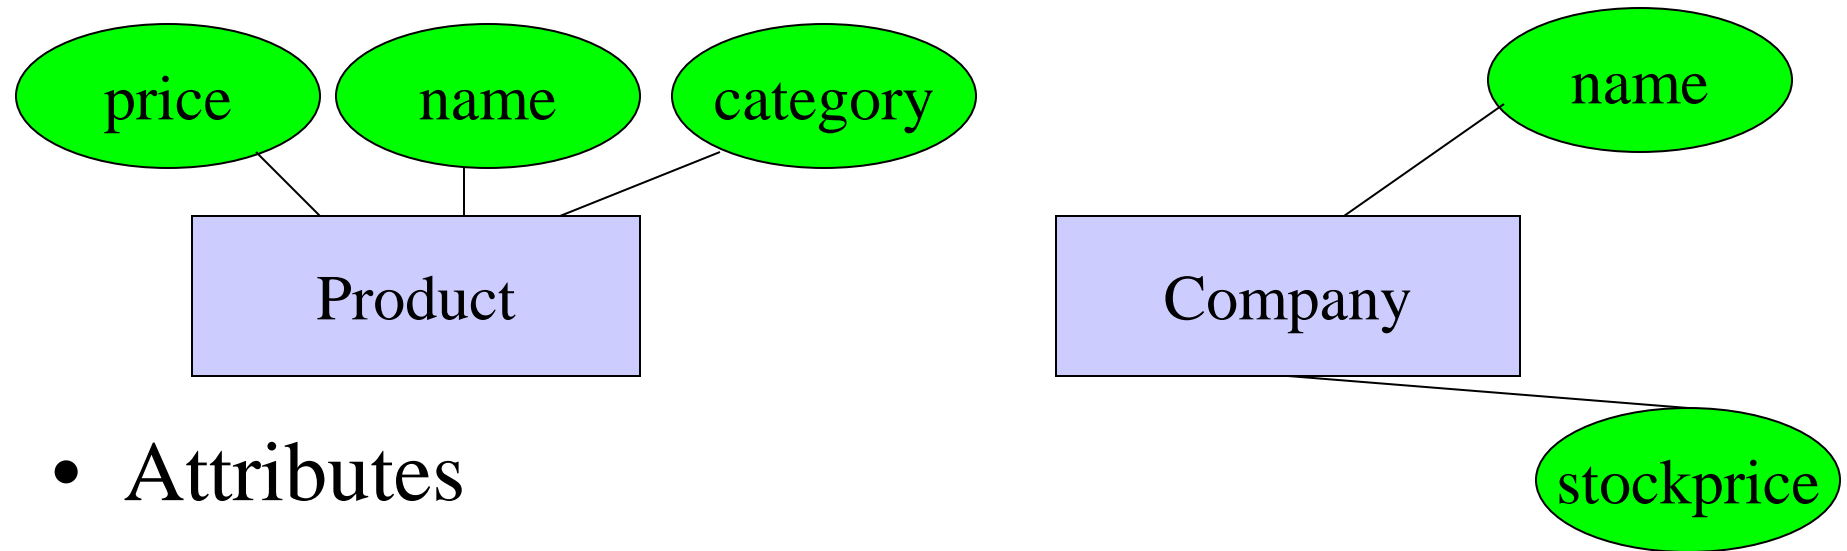 price name category name
Product Company
• Attributes
stockprice